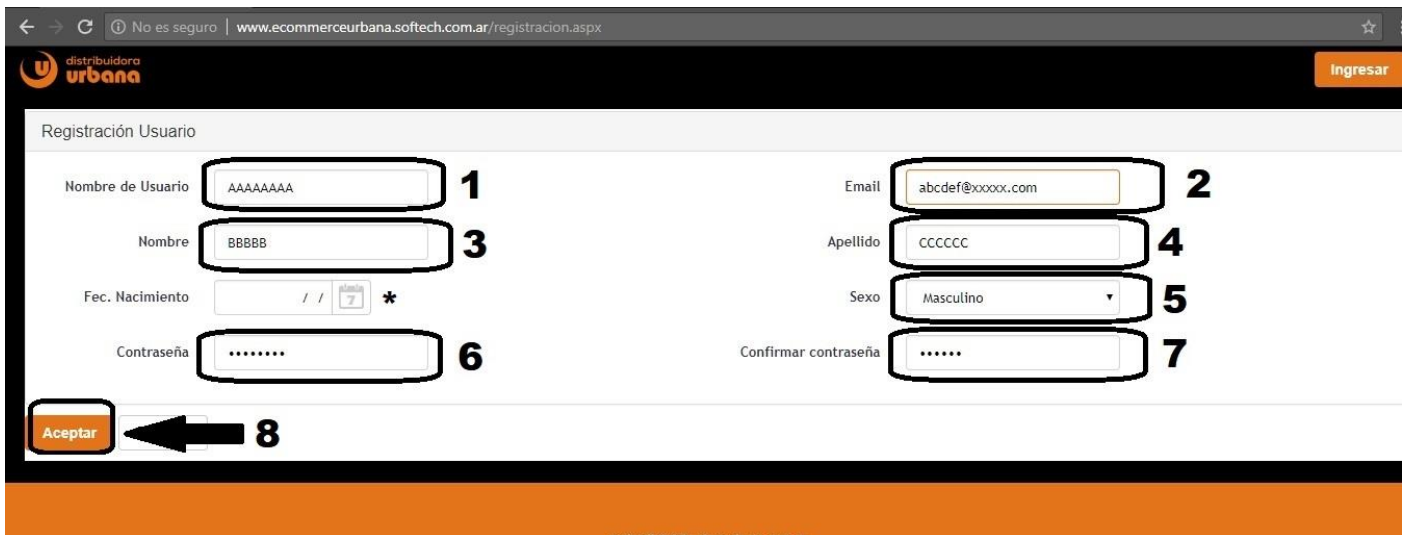 No es seguro | www.ecommerceurbana.softech.com.ar/registracion.aspx
distribuidora
urbana
Ingresar
Registración Usuario
Nombre de Usuario AAAAAAAA 1 Email abcdef@xxxxx.com 2
Nombre BBBBB 3 Apellido CCCCCC 4
Fec. Nacimiento / / 7 * Sexo Masculino 5
Contraseña •••••••• 6 Confirmar contraseña •••••• 7
Aceptar 8